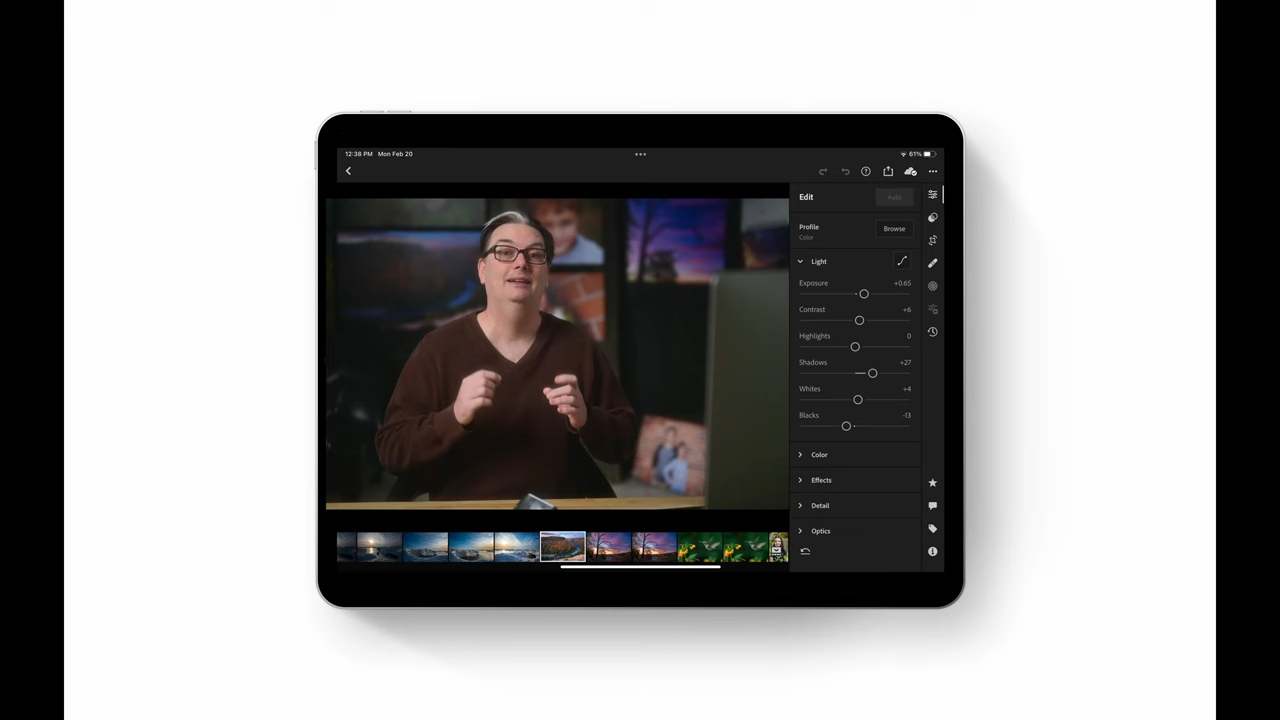 12:38 PM Mon Feb 20
61%
Edit
Auto
Profile
Color
Browse
Light
Exposure +0.65
Contrast +6
Highlights 0
Shadows +27
Whites +4
Blacks -13
Color
Effects
Detail
Optics